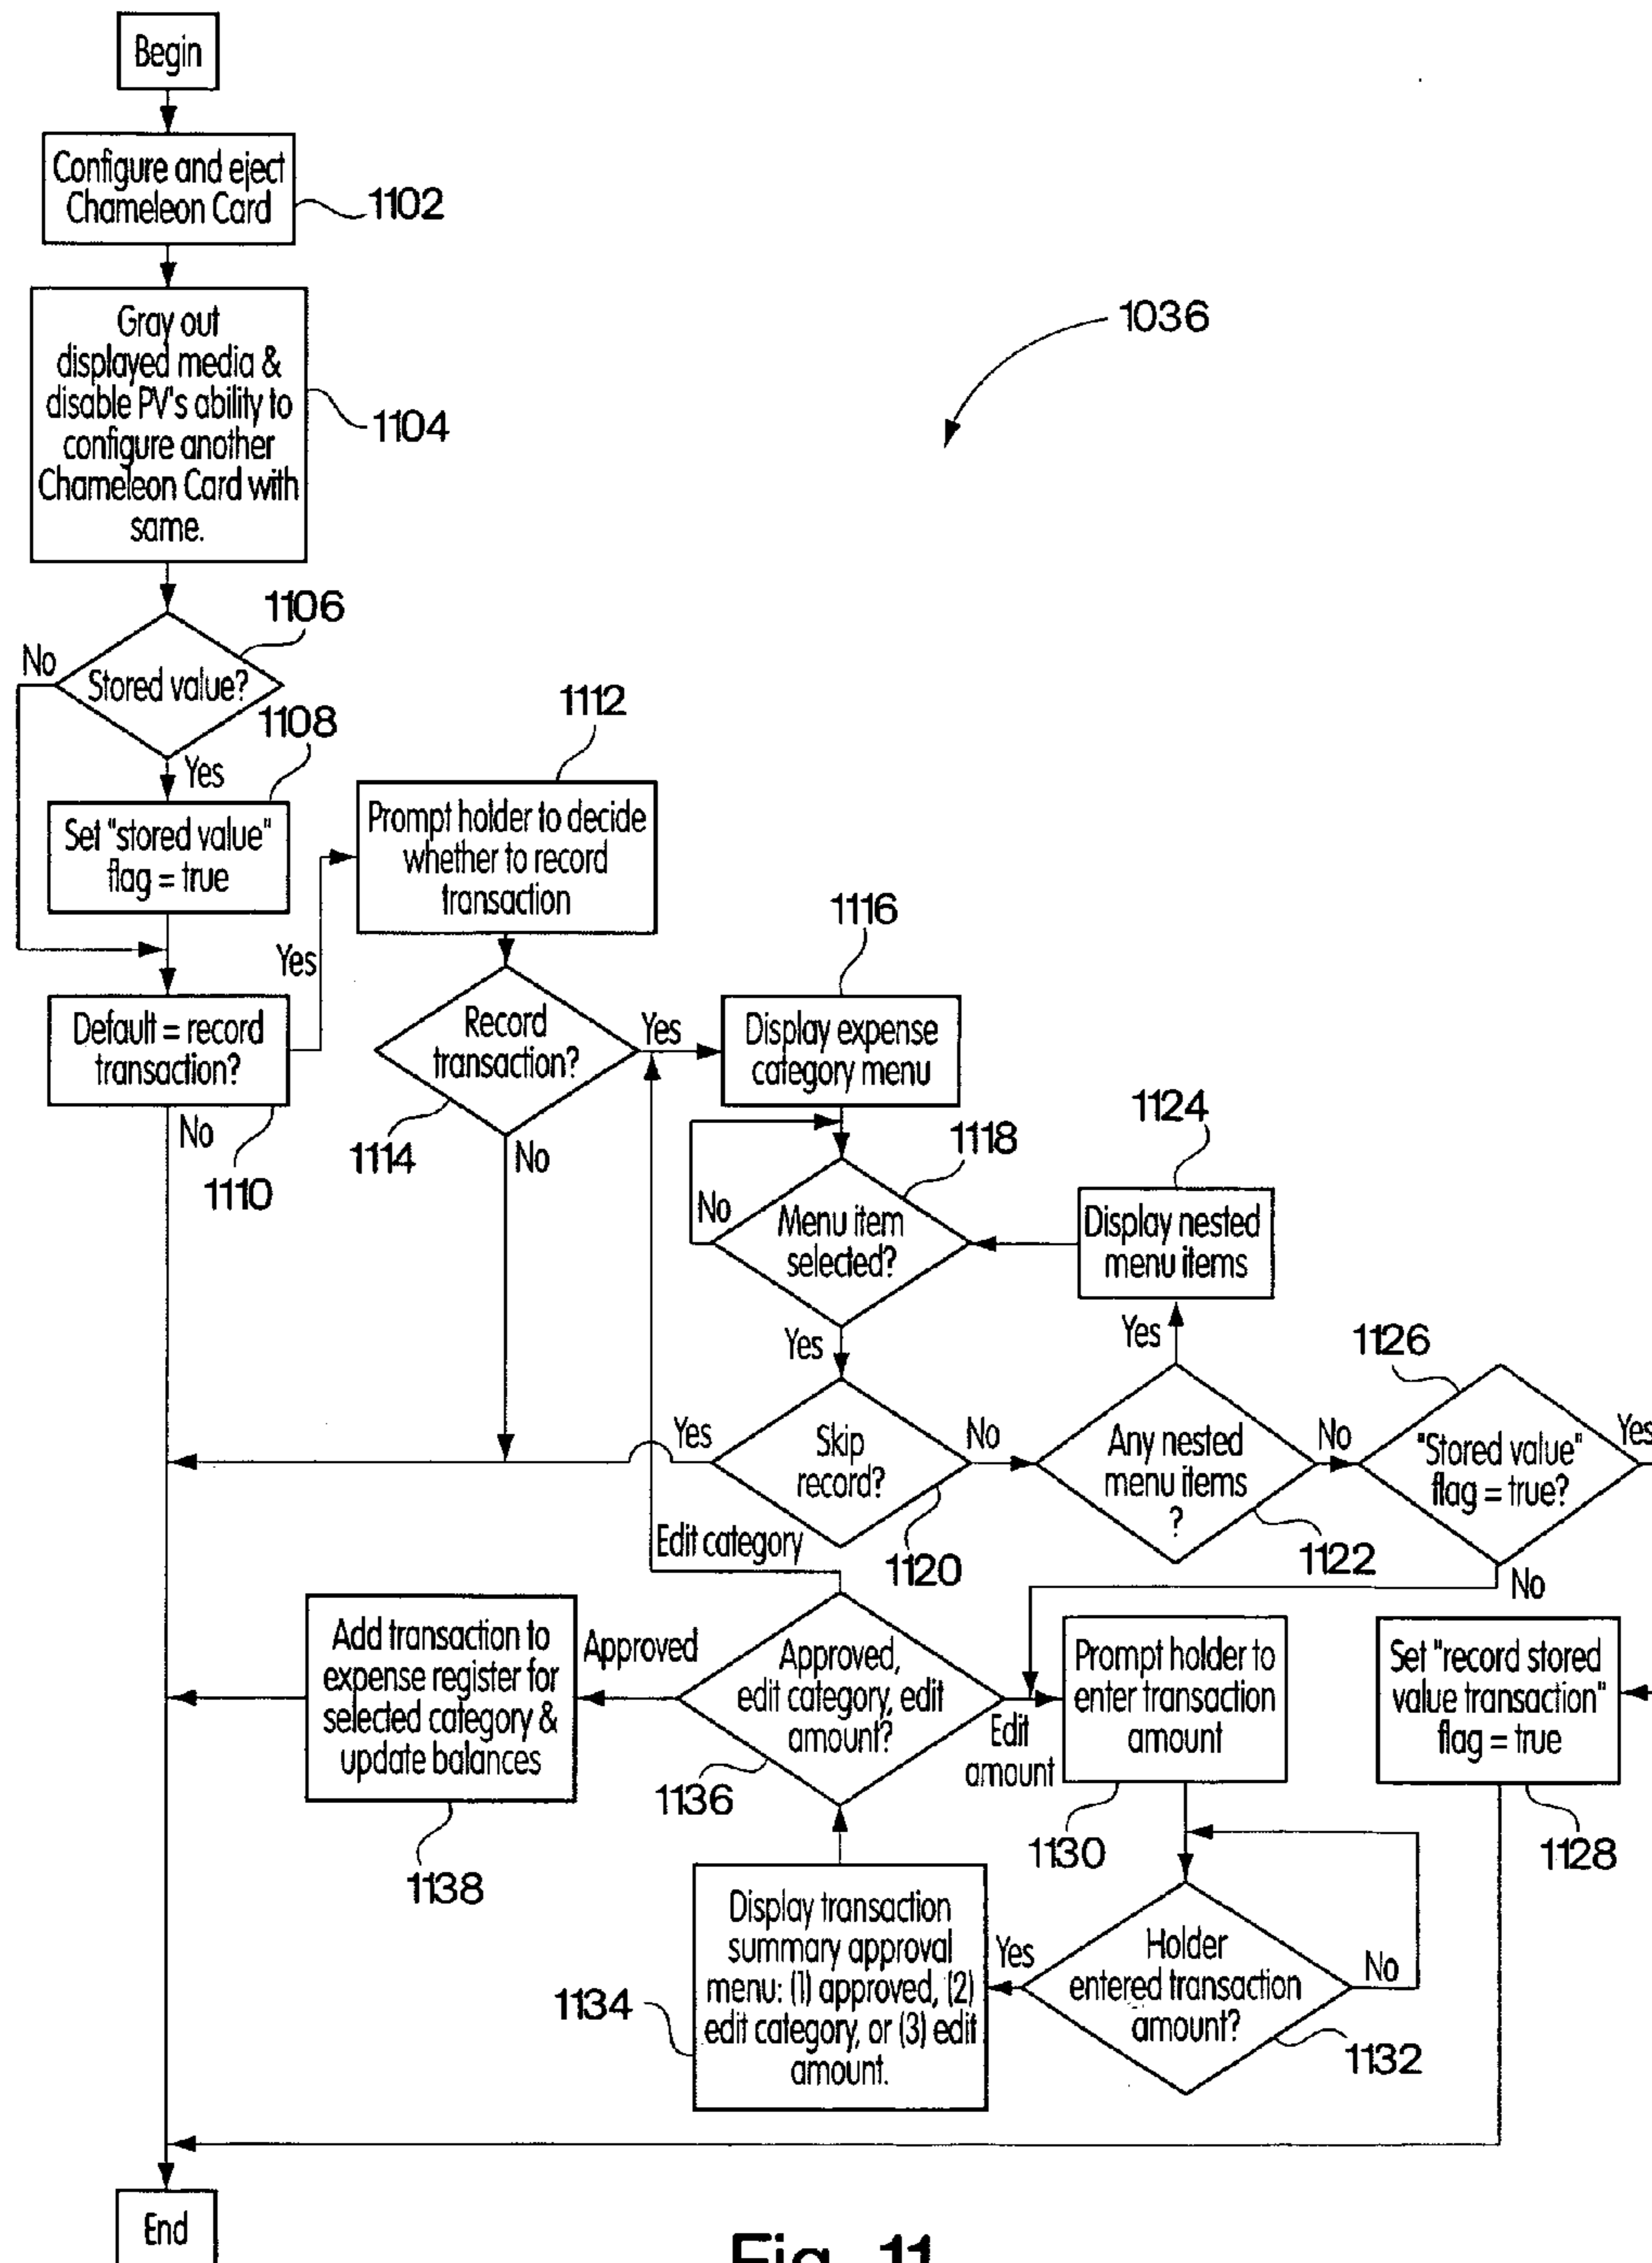 Begin
Configure and eject
Chameleon Card
1102
Gray out
displayed media &
disable PV's ability to
configure another
Chameleon Card with
same.
1104
1036
1106
No
Stored value?
1108
Yes
Set "stored value"
flag = true
Default = record
transaction?
Yes
No
1110
1112
Prompt holder to decide
whether to record
transaction
Record
transaction?
Yes
1114
No
1116
Display expense
category menu
1118
No
Menu item
selected?
Yes
1124
Display nested
menu items
Yes
Yes
Skip
record?
No
1120
Any nested
menu items
?
No
1122
1126
"Stored value"
flag = true?
Yes
No
Edit category
Add transaction to
expense register for
selected category &
update balances
1138
Approved
Approved,
edit category, edit
amount?
1136
Edit
amount
Prompt holder to
enter transaction
amount
1130
Set "record stored
value transaction"
flag = true
1128
Display transaction
summary approval
menu: (1) approved, (2)
edit category, or (3) edit
amount.
1134
Yes
Holder
entered transaction
amount?
No
1132
End
Fig. 11